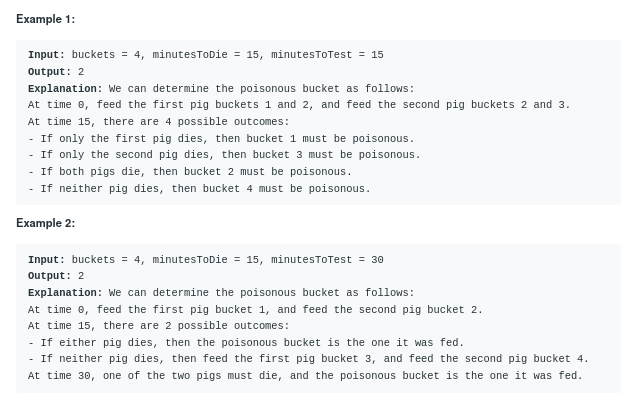 Example 1:
Input: buckets = 4, minutesToDie = 15, minutesToTest = 15
Output: 2
Explanation: We can determine the poisonous bucket as follows:
At time 0, feed the first pig buckets 1 and 2, and feed the second pig buckets 2 and 3.
At time 15, there are 4 possible outcomes:
- If only the first pig dies, then bucket 1 must be poisonous.
- If only the second pig dies, then bucket 3 must be poisonous.
- If both pigs die, then bucket 2 must be poisonous.
- If neither pig dies, then bucket 4 must be poisonous.
Example 2:
Input: buckets = 4, minutesToDie = 15, minutesToTest = 30
Output: 2
Explanation: We can determine the poisonous bucket as follows:
At time 0, feed the first pig bucket 1, and feed the second pig bucket 2.
At time 15, there are 2 possible outcomes:
- If either pig dies, then the poisonous bucket is the one it was fed.
- If neither pig dies, then feed the first pig bucket 3, and feed the second pig bucket 4.
At time 30, one of the two pigs must die, and the poisonous bucket is the one it was fed.